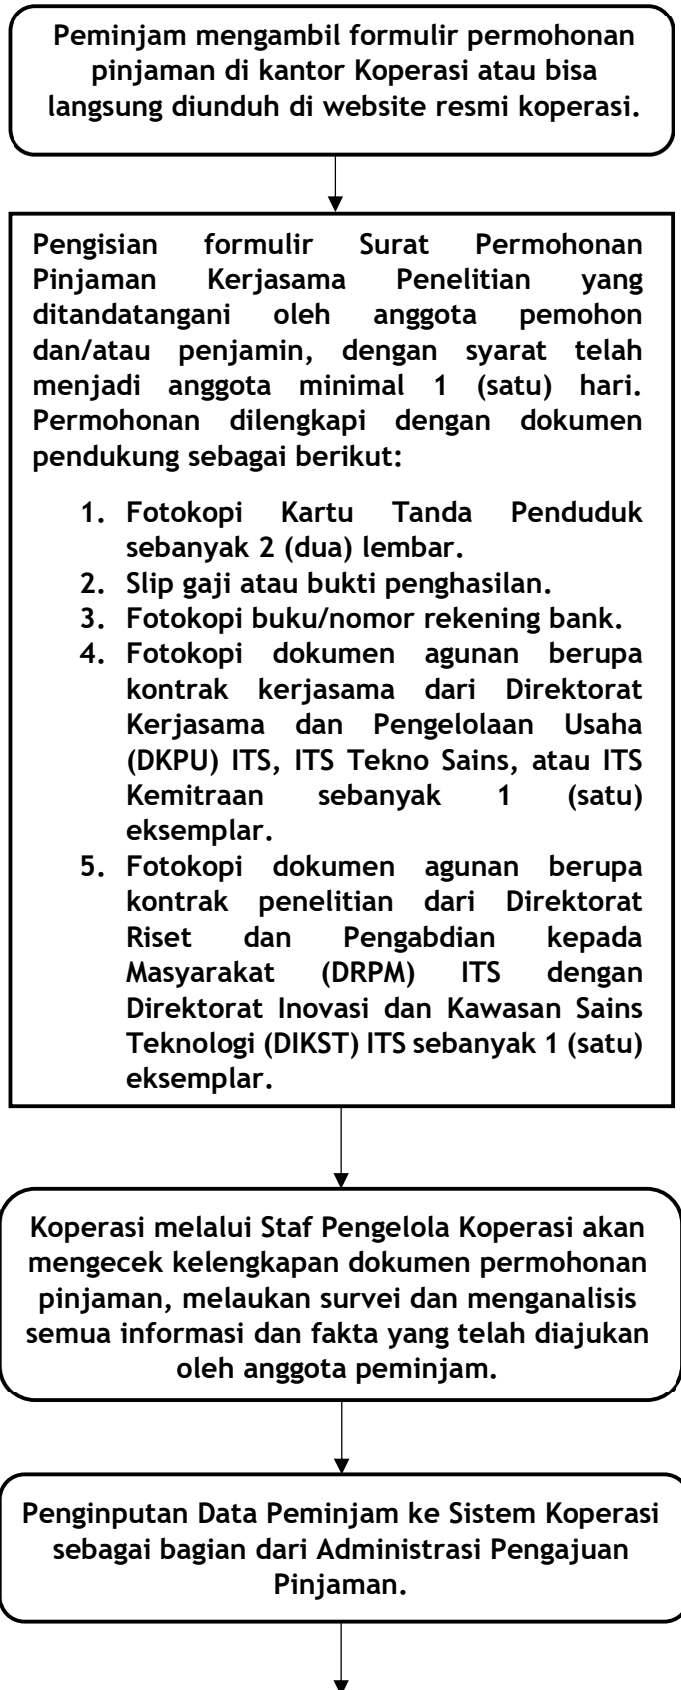 Peminjam mengambil formulir permohonan
pinjaman di kantor Koperasi atau bisa
langsung diunduh di website resmi koperasi.
Pengisian formulir Surat Permohonan
Pinjaman Kerjasama Penelitian yang
ditandatangani oleh anggota pemohon
dan/atau penjamin, dengan syarat telah
menjadi anggota minimal 1 (satu) hari.
Permohonan dilengkapi dengan dokumen
pendukung sebagai berikut:
1. Fotokopi Kartu Tanda Penduduk
sebanyak 2 (dua) lembar.
2. Slip gaji atau bukti penghasilan.
3. Fotokopi buku/nomor rekening bank.
4. Fotokopi dokumen agunan berupa
kontrak kerjasama dari Direktorat
Kerjasama dan Pengelolaan Usaha
(DKPU) ITS, ITS Tekno Sains, atau ITS
Kemitraan sebanyak 1 (satu)
eksemplar.
5. Fotokopi dokumen agunan berupa
kontrak penelitian dari Direktorat
Riset dan Pengabdian kepada
Masyarakat (DRPM) ITS dengan
Direktorat Inovasi dan Kawasan Sains
Teknologi (DIKST) ITS sebanyak 1 (satu)
eksemplar.
Koperasi melalui Staf Pengelola Koperasi akan
mengecek kelengkapan dokumen permohonan
pinjaman, melaukan survei dan menganalisis
semua informasi dan fakta yang telah diajukan
oleh anggota peminjam.
Penginputan Data Peminjam ke Sistem Koperasi
sebagai bagian dari Administrasi Pengajuan
Pinjaman.